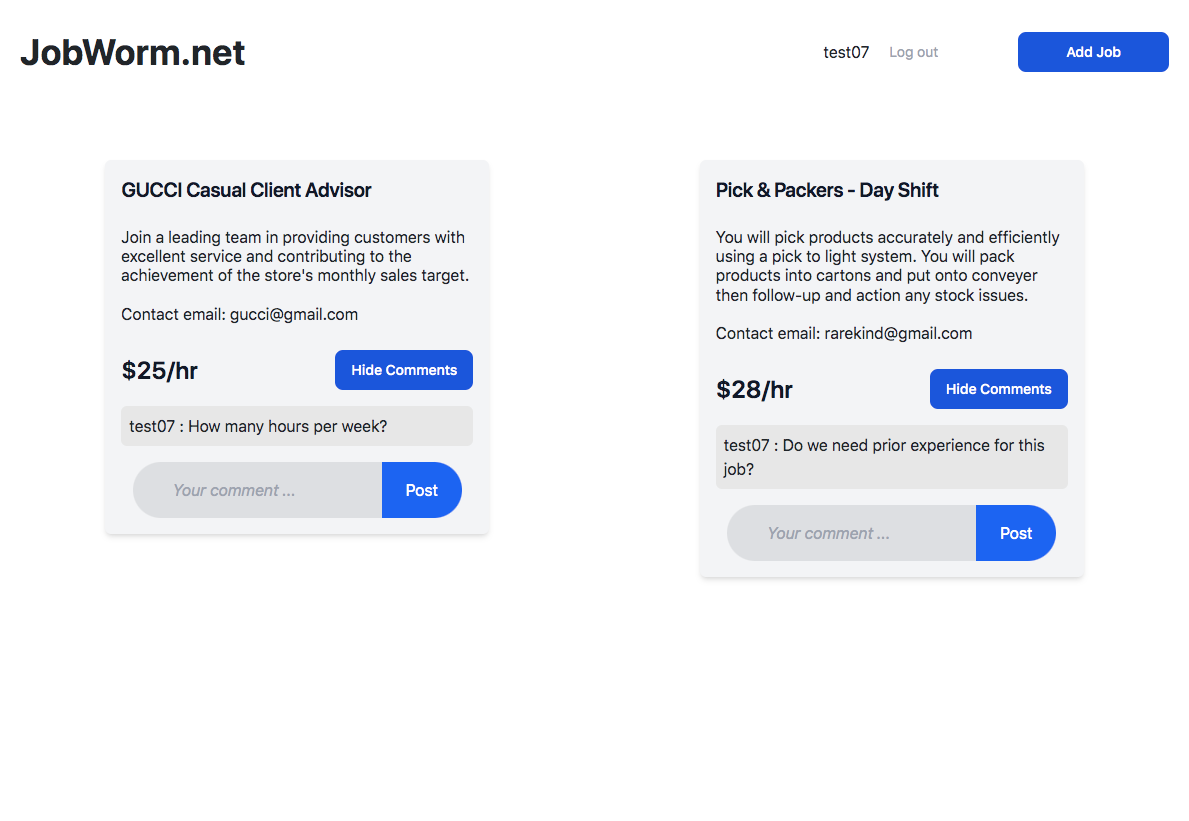 JobWorm.net
test07 Log out Add Job
GUCCI Casual Client Advisor
Join a leading team in providing customers with
excellent service and contributing to the
achievement of the store's monthly sales target.
Contact email: gucci@gmail.com
$25/hr Hide Comments
test07 : How many hours per week?
Your comment ... Post
Pick & Packers - Day Shift
You will pick products accurately and efficiently
using a pick to light system. You will pack
products into cartons and put onto conveyer
then follow-up and action any stock issues.
Contact email: rarekind@gmail.com
$28/hr Hide Comments
test07 : Do we need prior experience for this
job?
Your comment ... Post